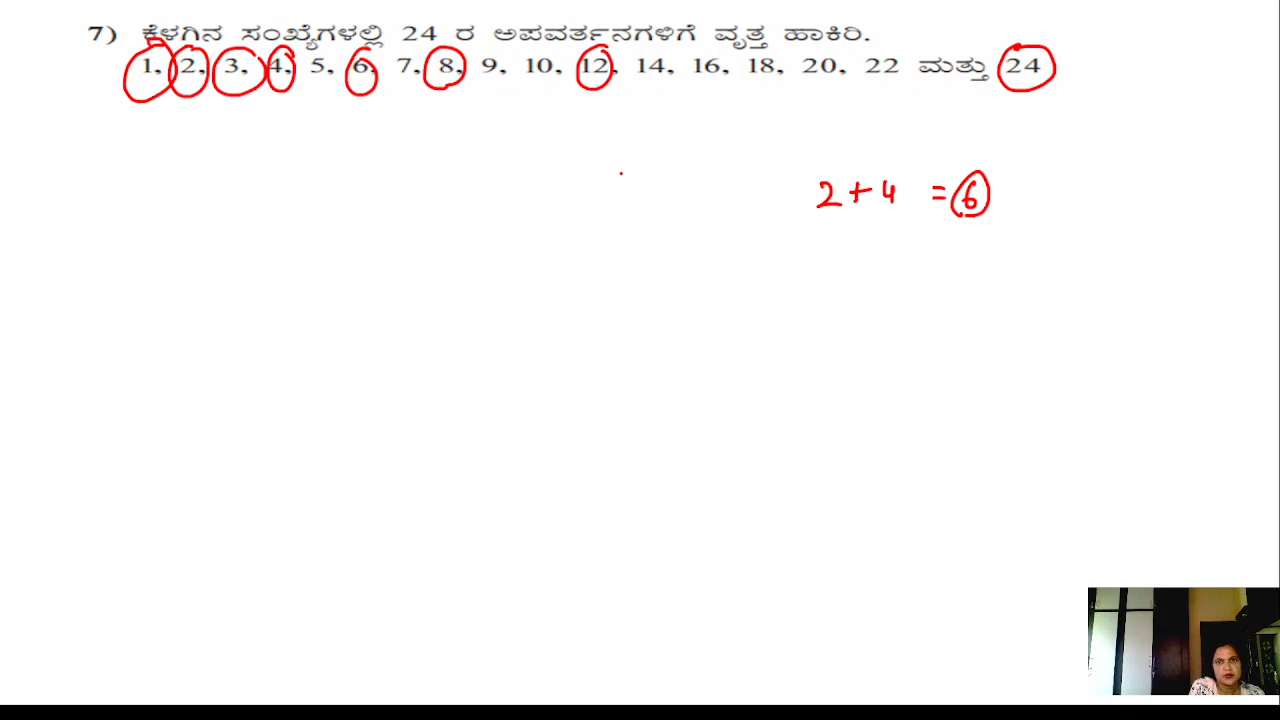 7) ಕೆಳಗಿನ ಸಂಖ್ಯೆಗಳಲ್ಲಿ 24 ರ ಅಪವರ್ತನಗಳಿಗೆ ವೃತ್ತ ಹಾಕಿರಿ.
1, 2, 3, 4, 5, 6, 7, 8, 9, 10, 12, 14, 16, 18, 20, 22 ಮತ್ತು 24
2+4 = 6